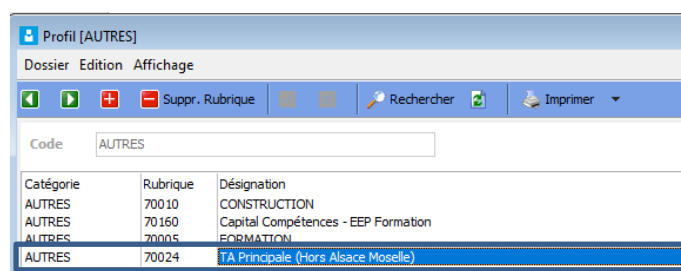 Profil [AUTRES]
Dossier Edition Affichage
Suppr. Rubrique Rechercher Imprimer
Code AUTRES
Catégorie Rubrique Désignation
AUTRES 70010 CONSTRUCTION
AUTRES 70160 Capital Compétences - EEP Formation
AUTRES 70005 FORMATION
AUTRES 70024 TA Principale (Hors Alsace Moselle)